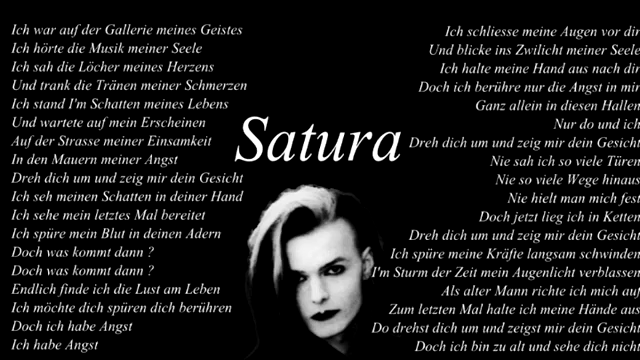 Ich war auf der Gallerie meines Geistes
Ich hörte die Musik meiner Seele
Ich sah die Löcher meines Herzens
Und trank die Tränen meiner Schmerzen
Ich stand I'm Schatten meines Lebens
Und wartete auf mein Erscheinen
Auf der Strasse meiner Einsamkeit
In den Mauern meiner Angst
Dreh dich um und zeig mir dein Gesicht
Ich seh meinen Schatten in deiner Hand
Ich sehe mein letztes Mal bereitet
Ich spüre mein Blut in deinen Adern
Doch was kommt dann ?
Doch was kommt dann ?
Endlich finde ich die Lust am Leben
Ich möchte dich spüren dich berühren
Doch ich habe Angst
Ich habe Angst
Satura
Ich schliesse meine Augen vor dir
Und blicke ins Zwilicht meiner Seele
Ich halte meine Hand aus nach dir
Doch ich berühre nur die Angst in mir
Ganz allein in diesen Hallen
Nur du und ich
Dreh dich um und zeig mir dein Gesicht
Nie sah ich so viele Türen
Nie so viele Wege hinaus
Nie hielt man mich fest
Doch jetzt lieg ich in Ketten
Dreh dich um und zeig mir dein Gesicht
Ich spüre meine Kräfte langsam schwinden
I'm Sturm der Zeit mein Augenlicht verblassen
Als alter Mann richte ich mich auf
Zum letzten Mal halte ich meine Hände aus
Do drehst dich um und zeigst mir dein Gesicht
Doch ich bin zu alt und sehe dich nicht